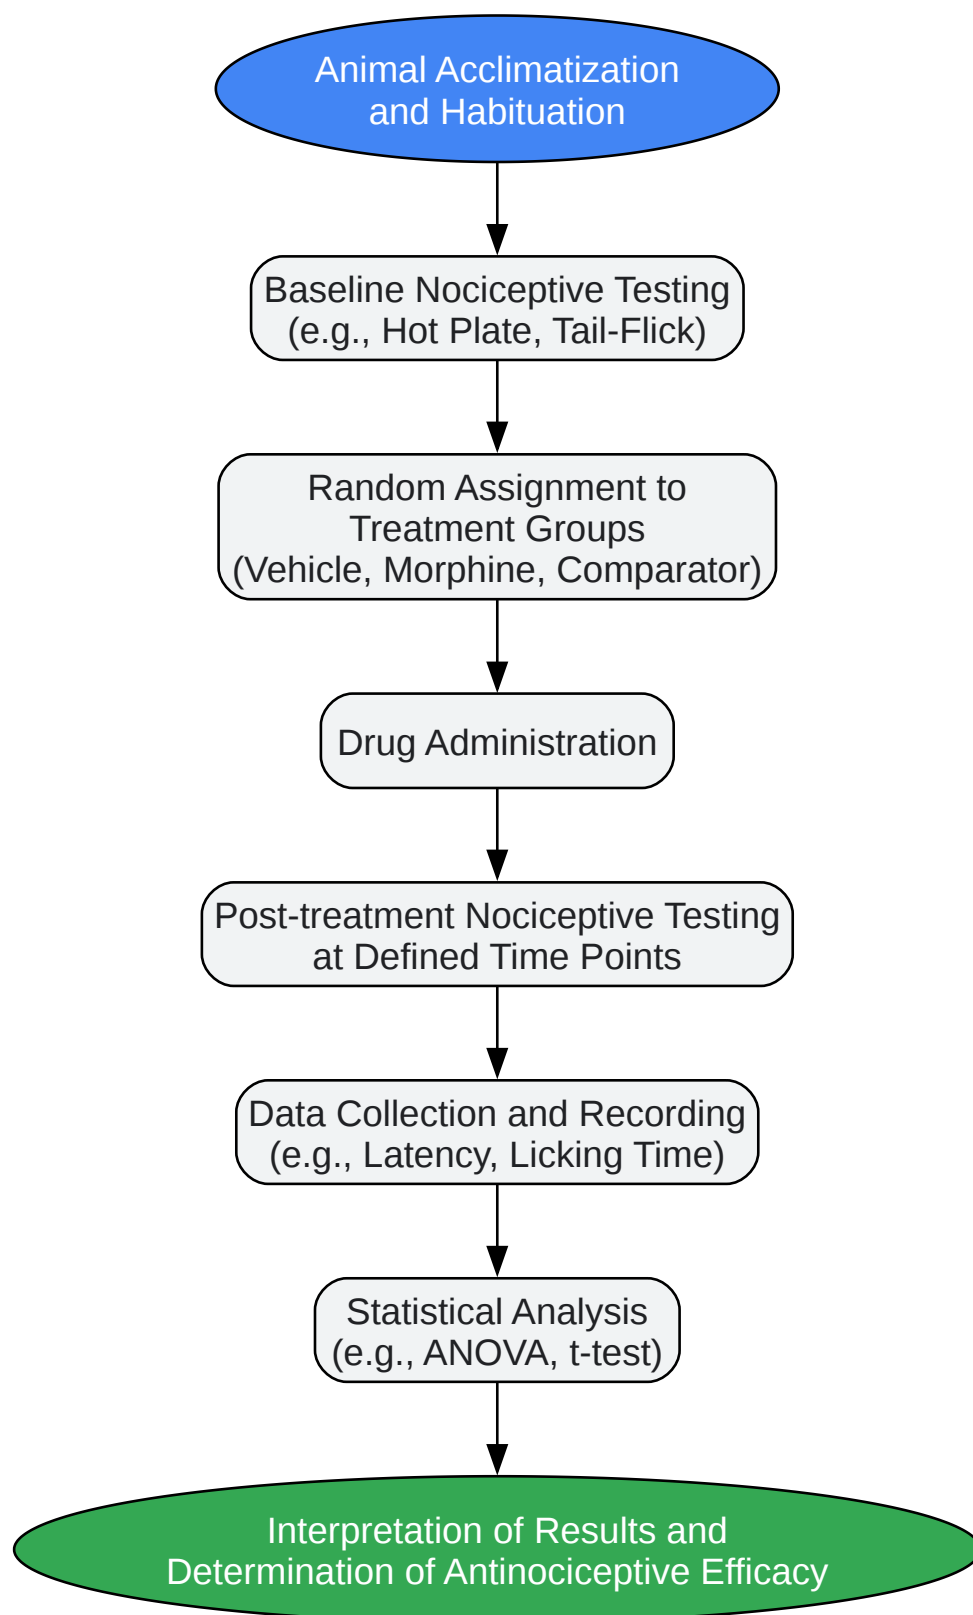 Animal Acclimatization
and Habituation
Baseline Nociceptive Testing
(e.g., Hot Plate, Tail-Flick)
Random Assignment to
Treatment Groups
(Vehicle, Morphine, Comparator)
Drug Administration
Post-treatment Nociceptive Testing
at Defined Time Points
Data Collection and Recording
(e.g., Latency, Licking Time)
Statistical Analysis
(e.g., ANOVA, t-test)
Interpretation of Results and
Determination of Antinociceptive Efficacy